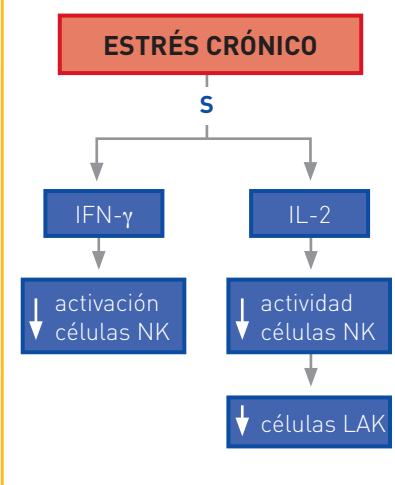 ESTRÉS CRÓNICO
S
IFN-γ
IL-2
activación
células NK
actividad
células NK
células LAK